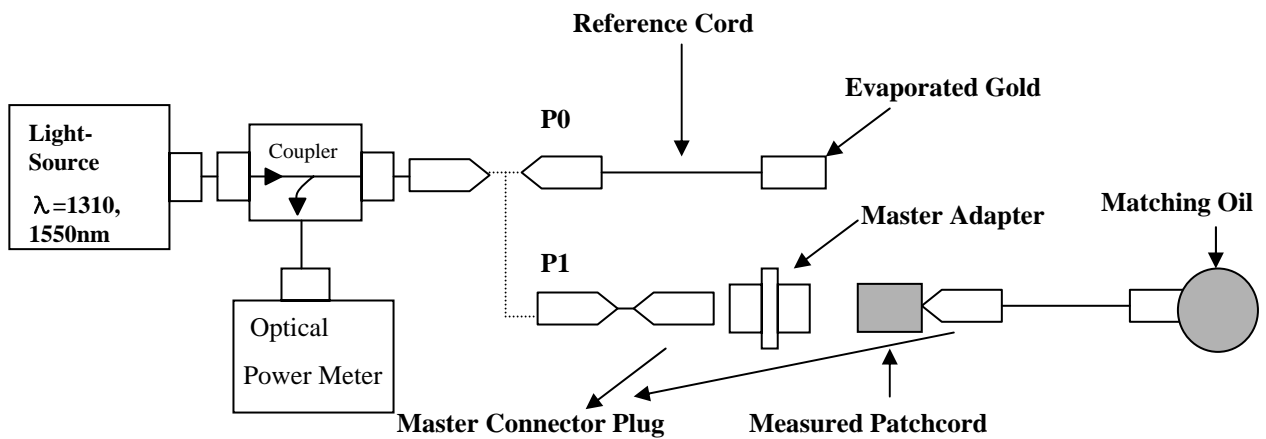 Reference Cord
Evaporated Gold
P0
Light-
Source
λ=1310,
1550nm
Coupler
Master Adapter
Matching Oil
P1
Optical
Power Meter
Master Connector Plug
Measured Patchcord